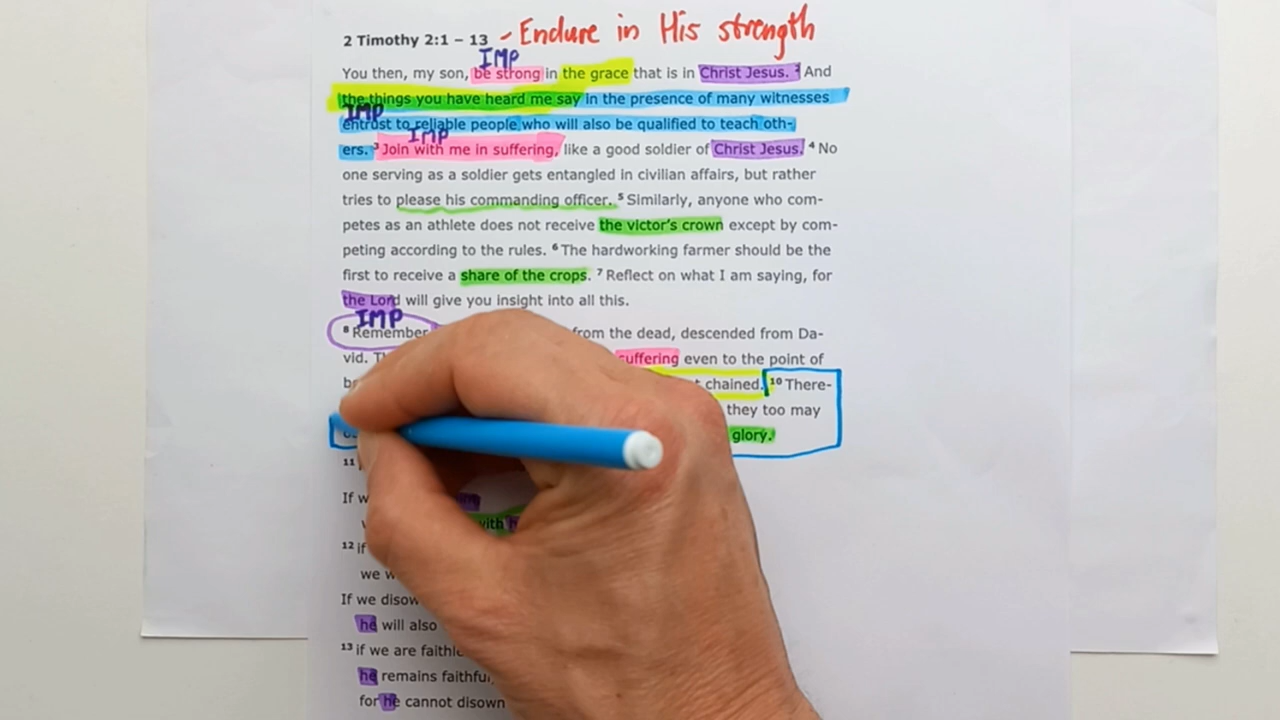 2 Timothy 2:1 – 13 - Endure in His strength
IMP
You then, my son, be strong in the grace that is in Christ Jesus. 2 And
the things you have heard me say in the presence of many witnesses
IMP
entrust to reliable people who will also be qualified to teach oth-
IMP
ers. 3 Join with me in suffering, like a good soldier of Christ Jesus. 4 No
one serving as a soldier gets entangled in civilian affairs, but rather
tries to please his commanding officer. 5 Similarly, anyone who com-
petes as an athlete does not receive the victor's crown except by com-
peting according to the rules. 6 The hardworking farmer should be the
first to receive a share of the crops. 7 Reflect on what I am saying, for
the Lord will give you insight into all this.
IMP
8 Remember from the dead, descended from Da-
vid. suffering even to the point of
chained. 10 There-
they too may
glory.
11
If
with
12 if
we
If we disow
he will also
13 if we are
he remains faithful,
for he cannot disown